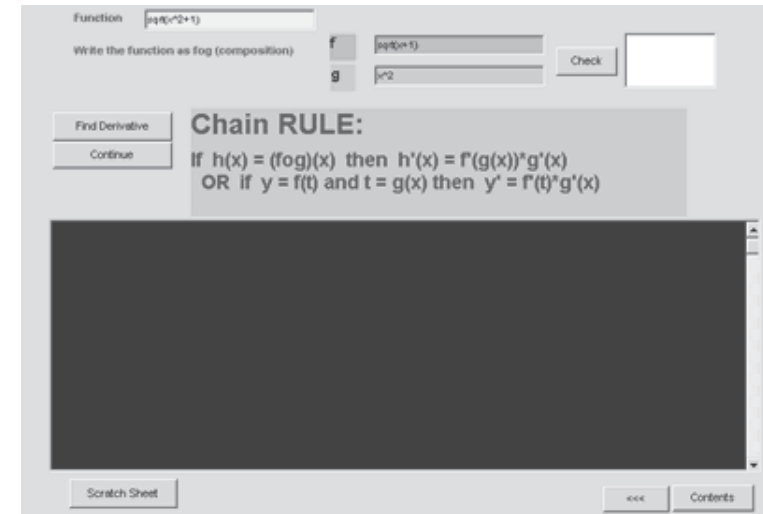 Function sqrt(x^2+1)
Write the function as fog (composition)
f sqrt(x+1)
g x^2
Check
Find Derivative
Continue
Chain RULE:
If h(x) = (fog)(x) then h'(x) = f'(g(x))*g'(x)
OR if y = f(t) and t = g(x) then y' = f'(t)*g'(x)
Scratch Sheet
<<<
Contents